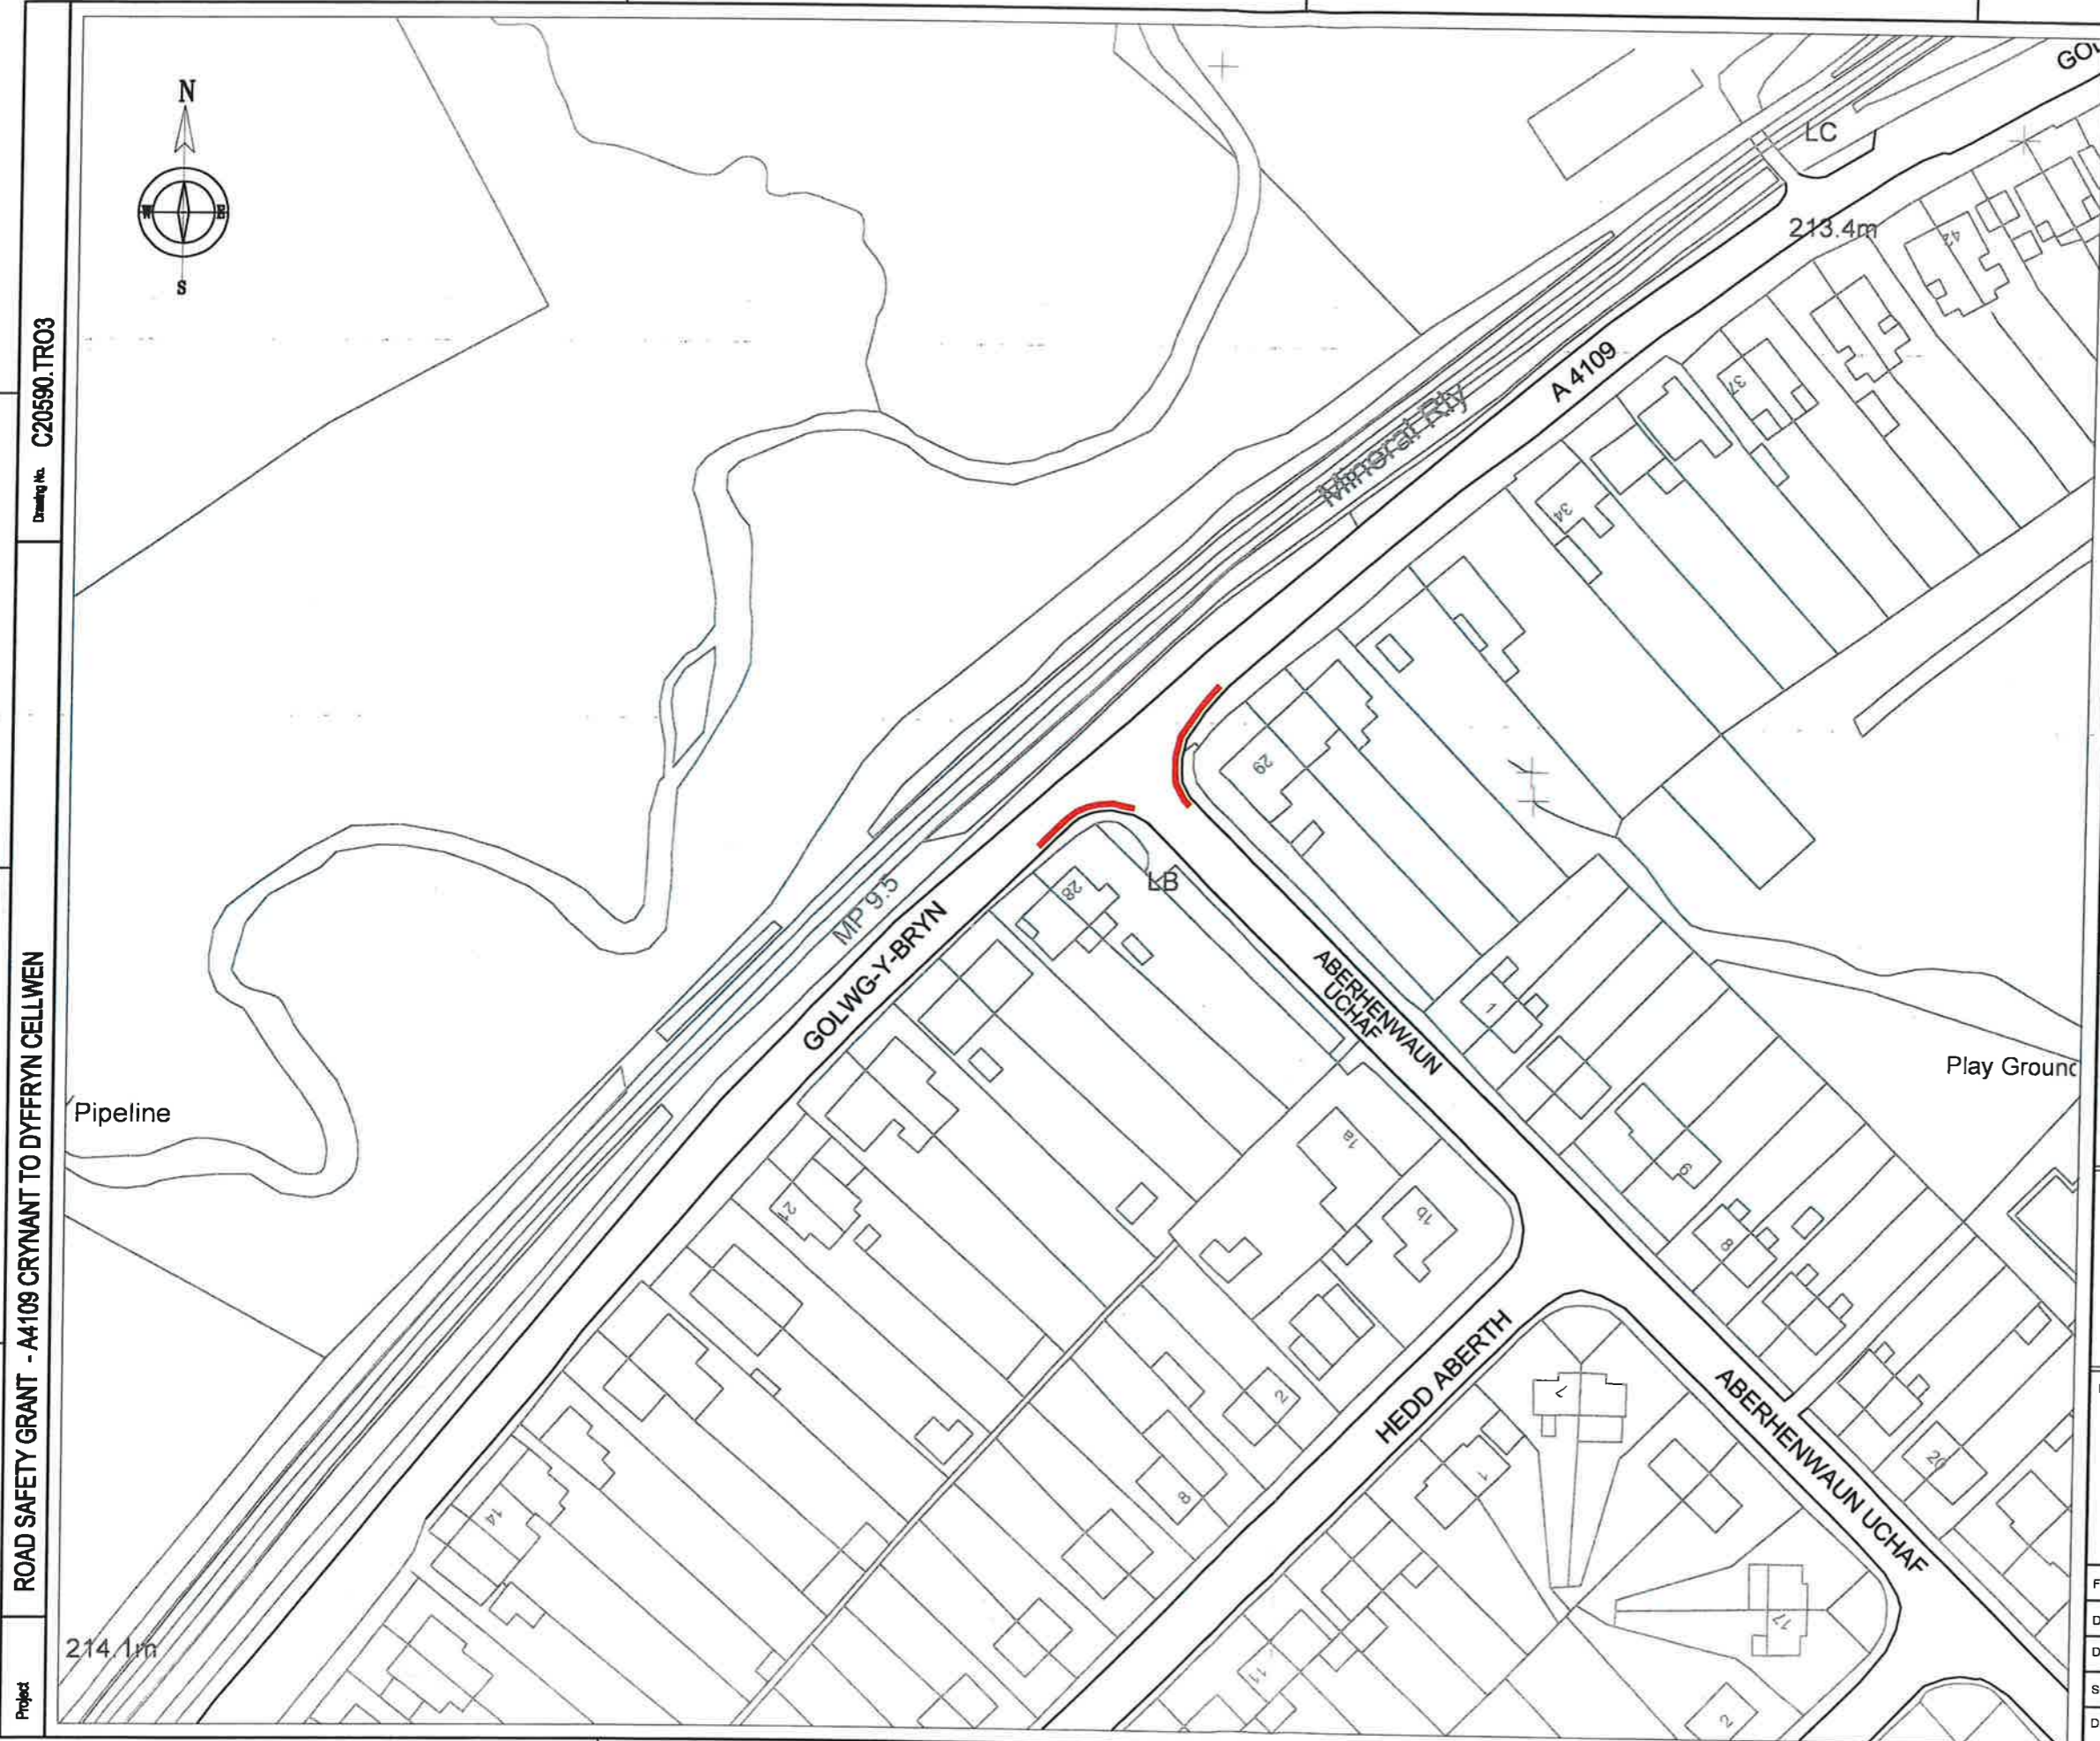 Project
ROAD SAFETY GRANT - A4109 CRYNANT TO DYFFRYN CELLWEN
Drawing No.
C20590.TRO3
N
W
E
S
LC
213.4m
42
A 4109
37
Mineral Rly
34
29
28
LB
MP 9.5
GOLWG-Y-BRYN
ABERHENWAUN
UCHAF
1
Play Ground
Pipeline
1a
1b
21
8
2
HEDD ABERTH
7
ABERHENWAUN UCHAF
1
20
8
14
17
11
2
214.1m